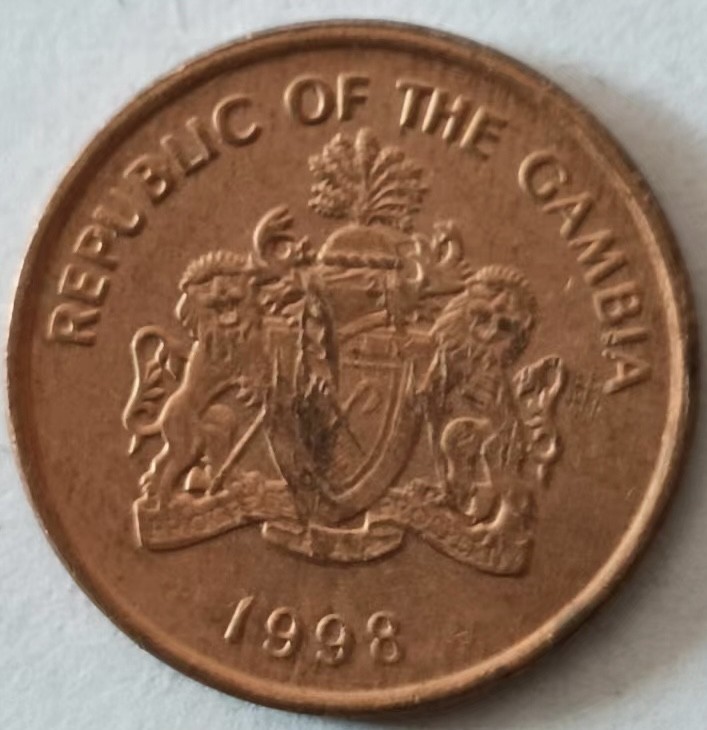 REPUBLIC OF THE GAMBIA
1998